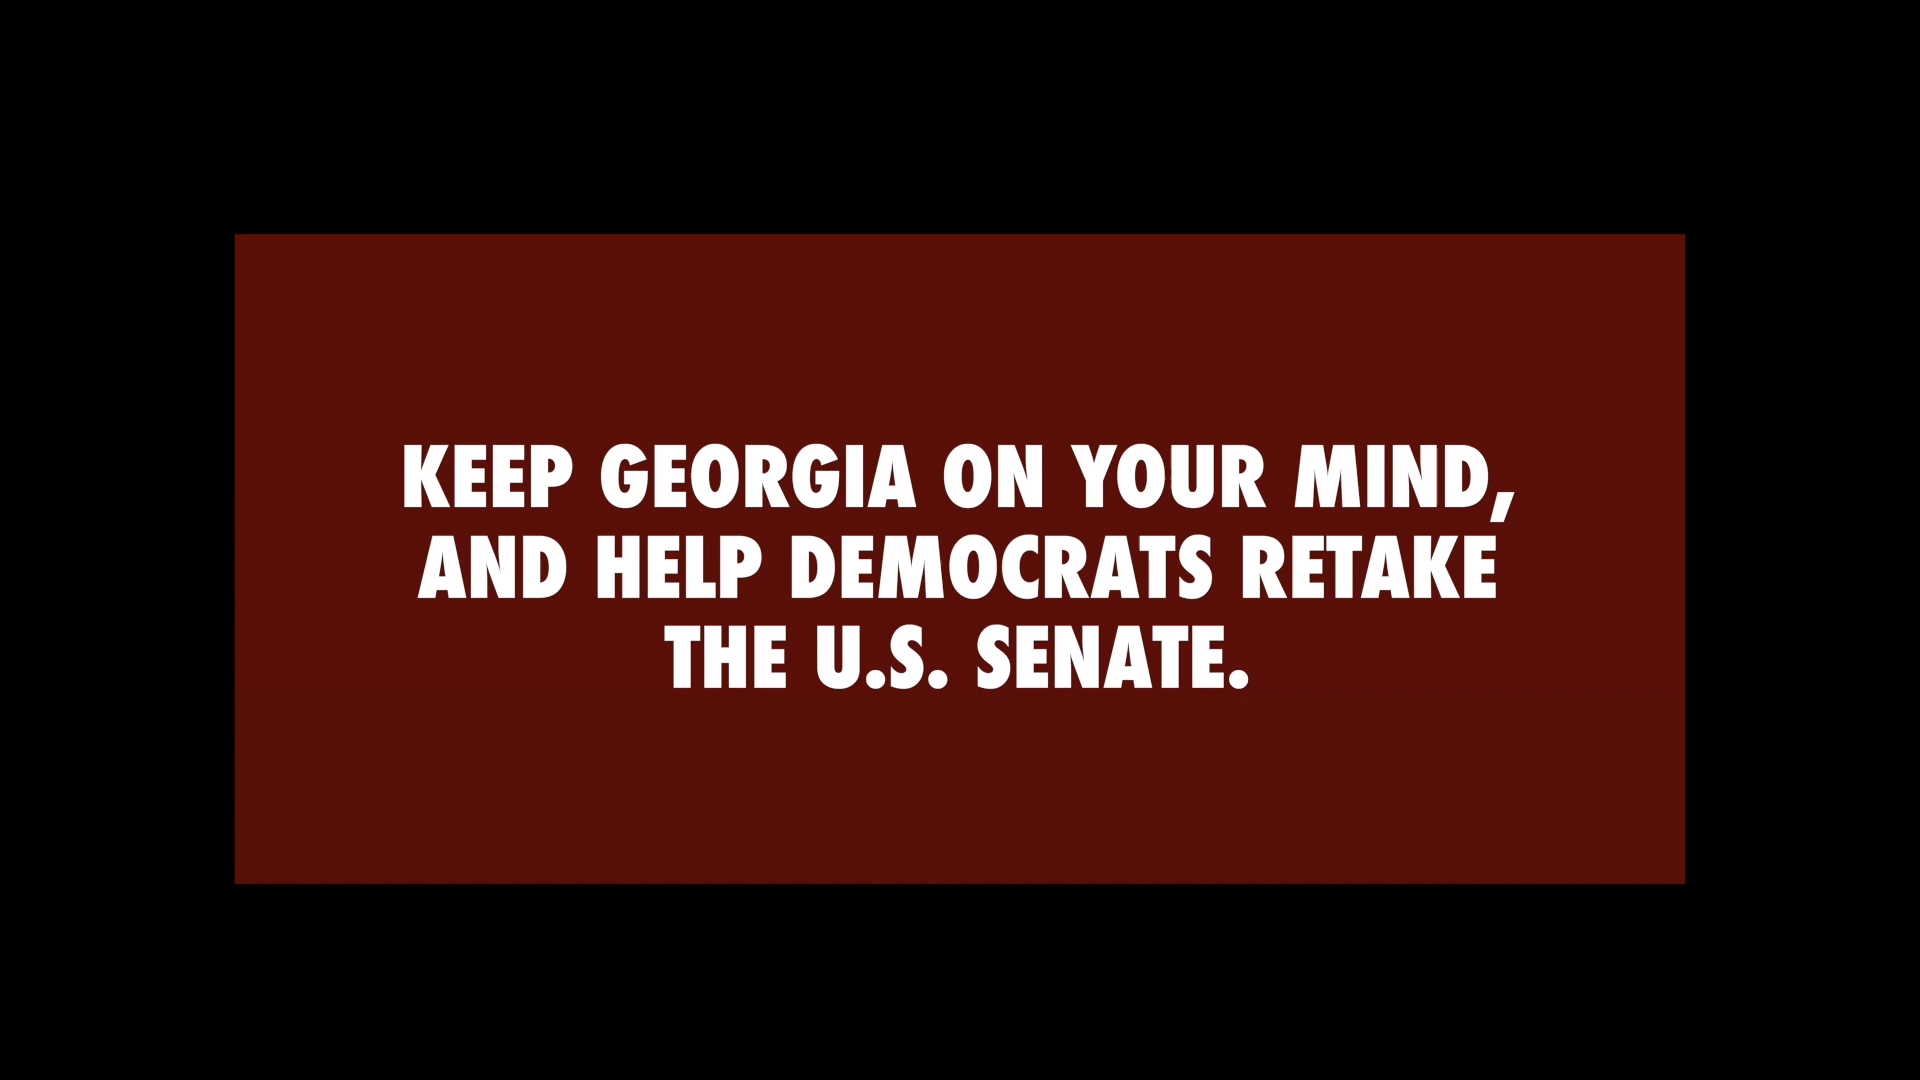 KEEP GEORGIA ON YOUR MIND,
AND HELP DEMOCRATS RETAKE
THE U.S. SENATE.